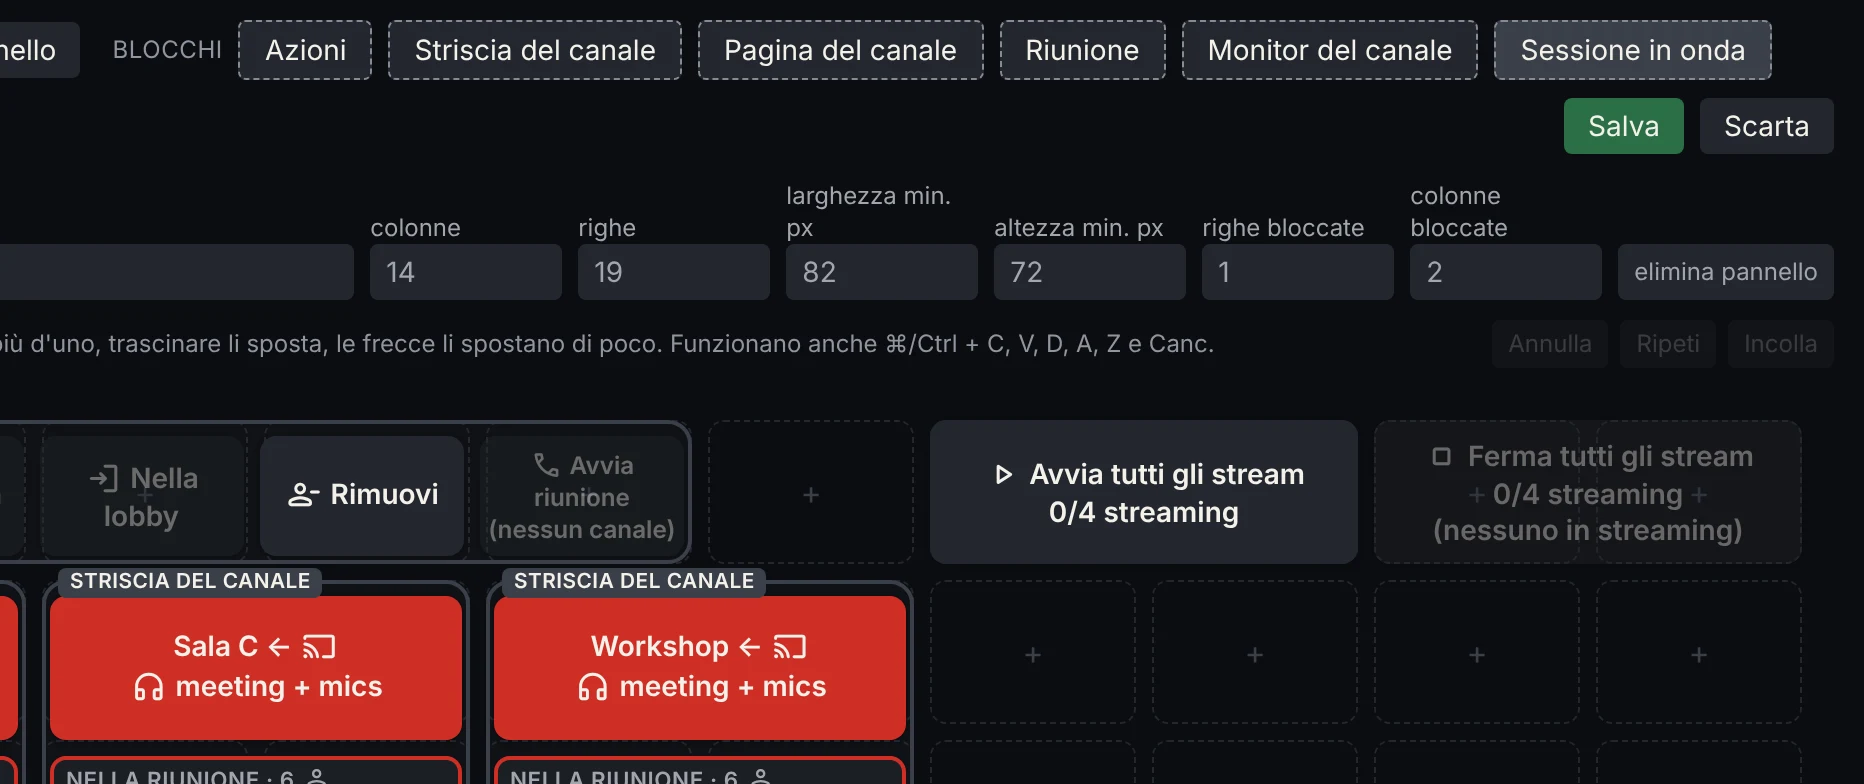 nello
BLOCCHI
Azioni
Striscia del canale
Pagina del canale
Riunione
Monitor del canale
Sessione in onda
Salva
Scarta
colonne
righe
larghezza min.
px
altezza min. px
righe bloccate
colonne
bloccate
14
19
82
72
1
2
elimina pannello
più d'uno, trascinare li sposta, le frecce li spostano di poco. Funzionano anche ⌘/Ctrl + C, V, D, A, Z e Canc.
Annulla
Ripeti
Incolla
Nella
lobby
Rimuovi
Avvia
riunione
(nessun canale)
Avvia tutti gli stream
0/4 streaming
Ferma tutti gli stream
0/4 streaming
(nessuno in streaming)
STRISCIA DEL CANALE
Sala C ←
meeting + mics
NELLA RIUNIONE · 6
STRISCIA DEL CANALE
Workshop ←
meeting + mics
NELLA RIUNIONE · 6